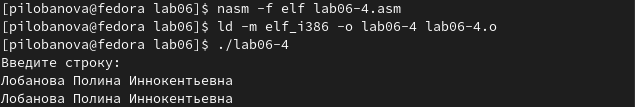 [pilobanova@fedora lab06]$ nasm -f elf lab06-4.asm
[pilobanova@fedora lab06]$ ld -m elf_i386 -o lab06-4 lab06-4.o
[pilobanova@fedora lab06]$ ./lab06-4
Введите строку:
Лобанова Полина Иннокентьевна
Лобанова Полина Иннокентьевна